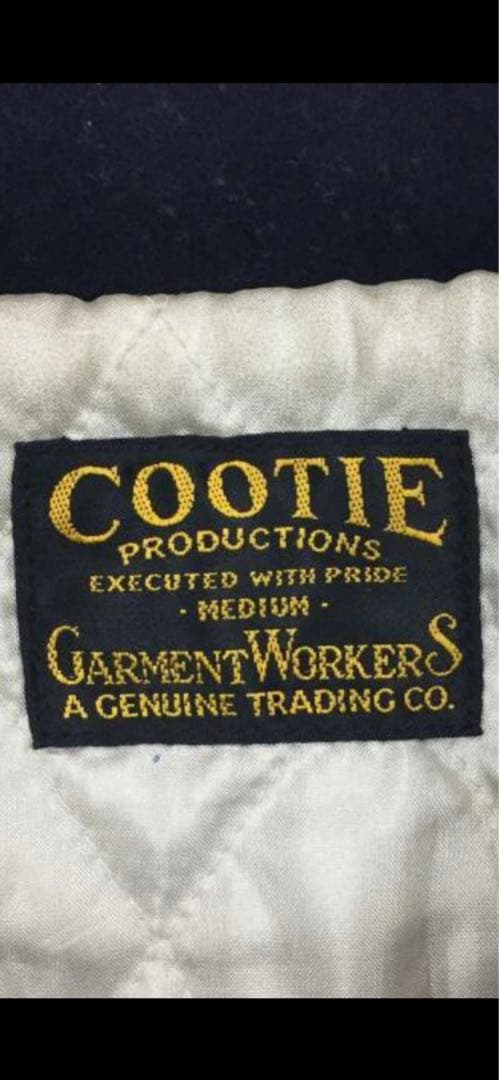 COOTIE
PRODUCTIONS
EXECUTED WITH PRIDE
· MEDIUM ·
GARMENT WORKERS
A GENUINE TRADING CO.